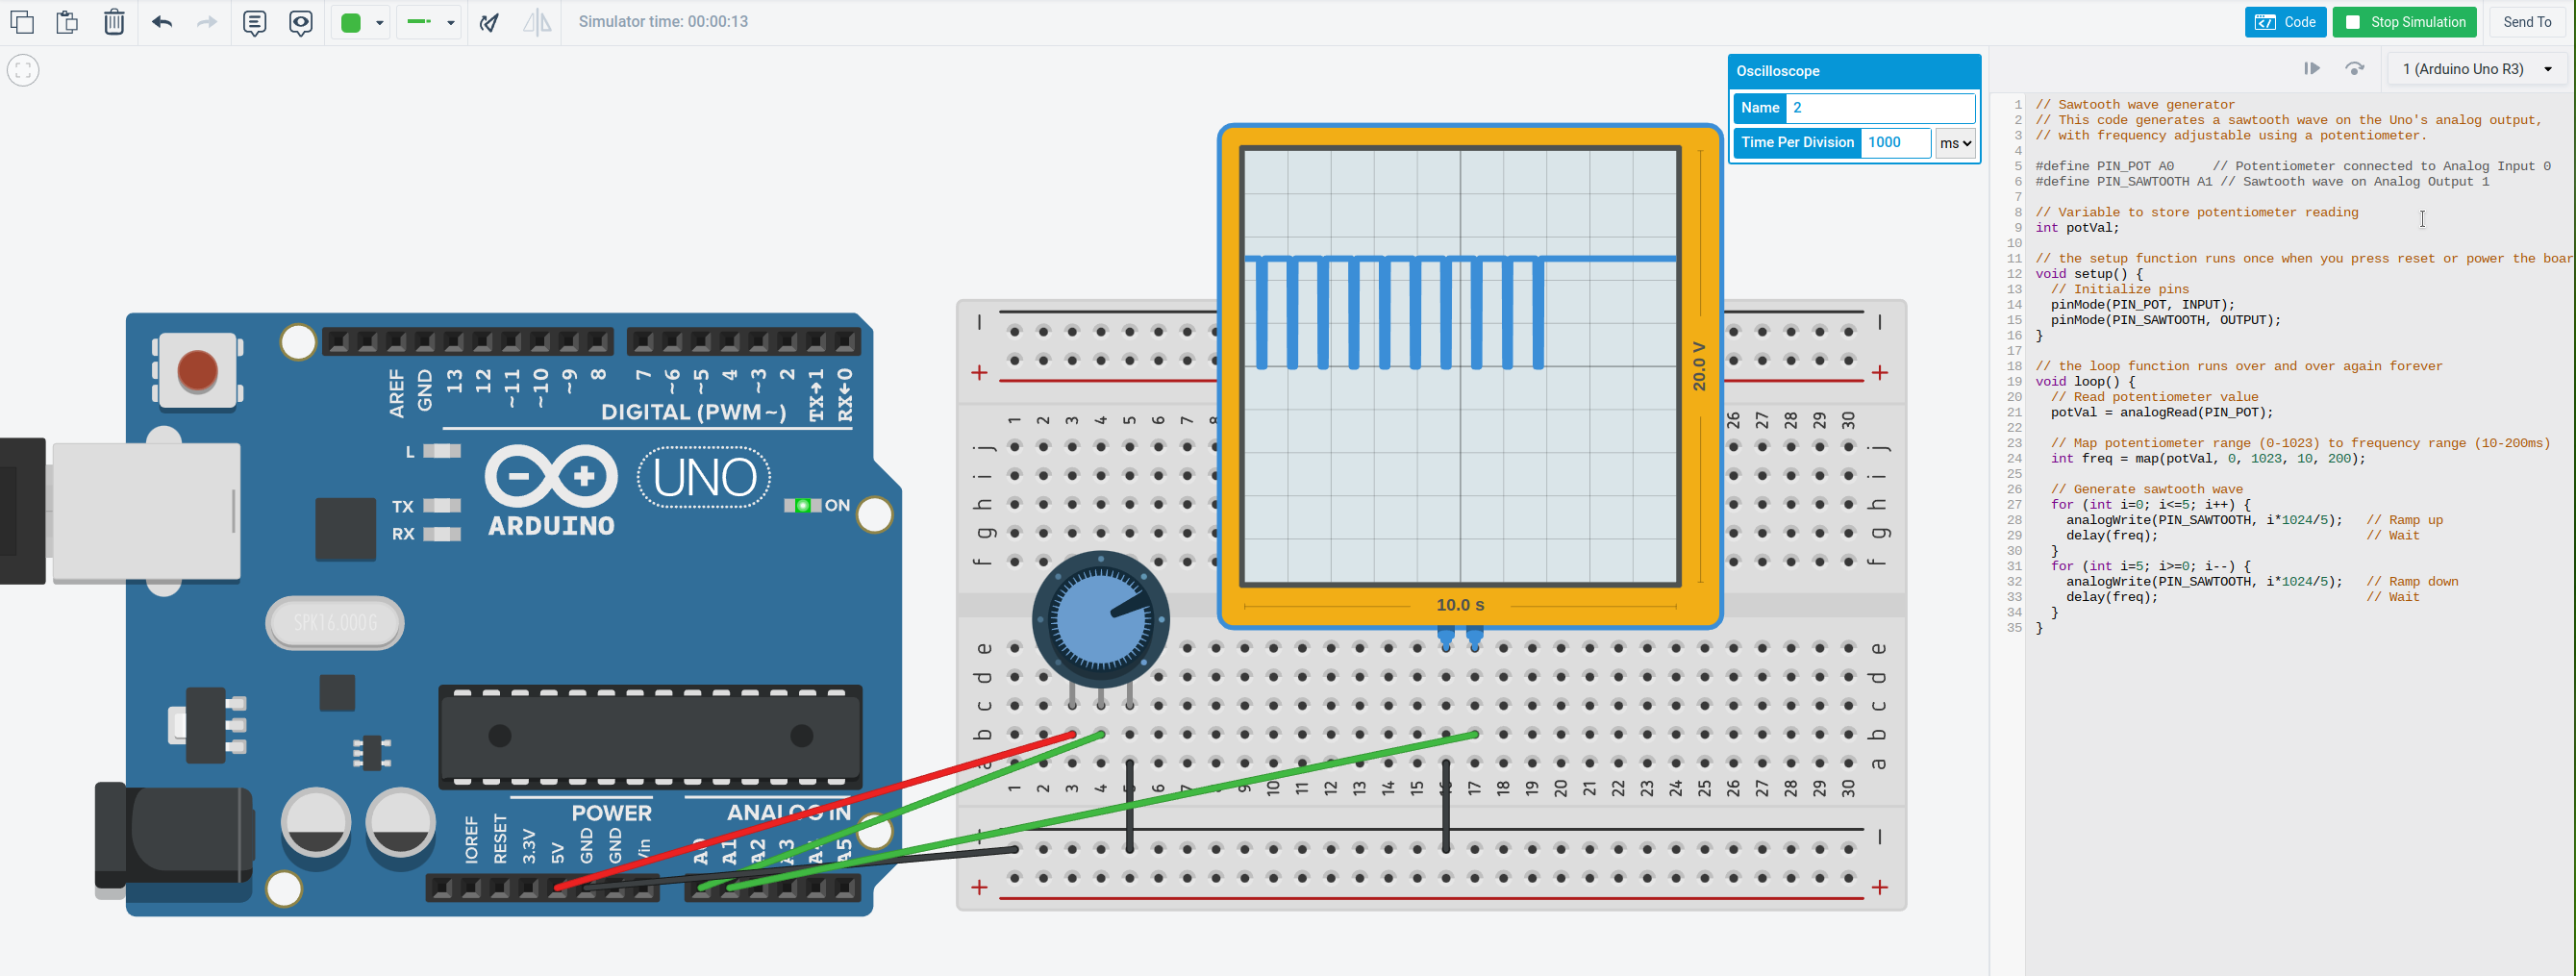 Simulator time: 00:00:13
Code
Stop Simulation
Send To
Oscilloscope
Name 2
Time Per Division 1000 ms
1 (Arduino Uno R3)
20.0 V
10.0 s
AREF
GND
13
12
~11
~10
~9
8
7
~6
~5
4
~3
2
TX→1
RX←0
DIGITAL (PWM~)
L
TX
RX
UNO
ON
ARDUINO
SPK16.000G
POWER
ANALOG IN
IOREF
RESET
3.3V
5V
GND
GND
A0
A1
A2
A3
A5
1 2 3 4 5 6 7 8 26 27 28 29 30
j j
i i
h h
g g
f f
e e
d d
c c
b b
a a
1 2 3 4 5 6 7 8 9 10 11 12 13 14 15 16 17 18 19 20 21 22 23 24 25 26 27 28 29 30
1 // Sawtooth wave generator
2 // This code generates a sawtooth wave on the Uno's analog output,
3 // with frequency adjustable using a potentiometer.
4
5 #define PIN_POT A0     // Potentiometer connected to Analog Input 0
6 #define PIN_SAWTOOTH A1 // Sawtooth wave on Analog Output 1
7
8 // Variable to store potentiometer reading
9 int potVal;
10
11 // the setup function runs once when you press reset or power the boar
12 void setup() {
13   // Initialize pins
14   pinMode(PIN_POT, INPUT);
15   pinMode(PIN_SAWTOOTH, OUTPUT);
16 }
17
18 // the loop function runs over and over again forever
19 void loop() {
20   // Read potentiometer value
21   potVal = analogRead(PIN_POT);
22
23   // Map potentiometer range (0-1023) to frequency range (10-200ms)
24   int freq = map(potVal, 0, 1023, 10, 200);
25
26   // Generate sawtooth wave
27   for (int i=0; i<=5; i++) {
28     analogWrite(PIN_SAWTOOTH, i*1024/5);   // Ramp up
29     delay(freq);                           // Wait
30   }
31   for (int i=5; i>=0; i--) {
32     analogWrite(PIN_SAWTOOTH, i*1024/5);   // Ramp down
33     delay(freq);                           // Wait
34   }
35 }